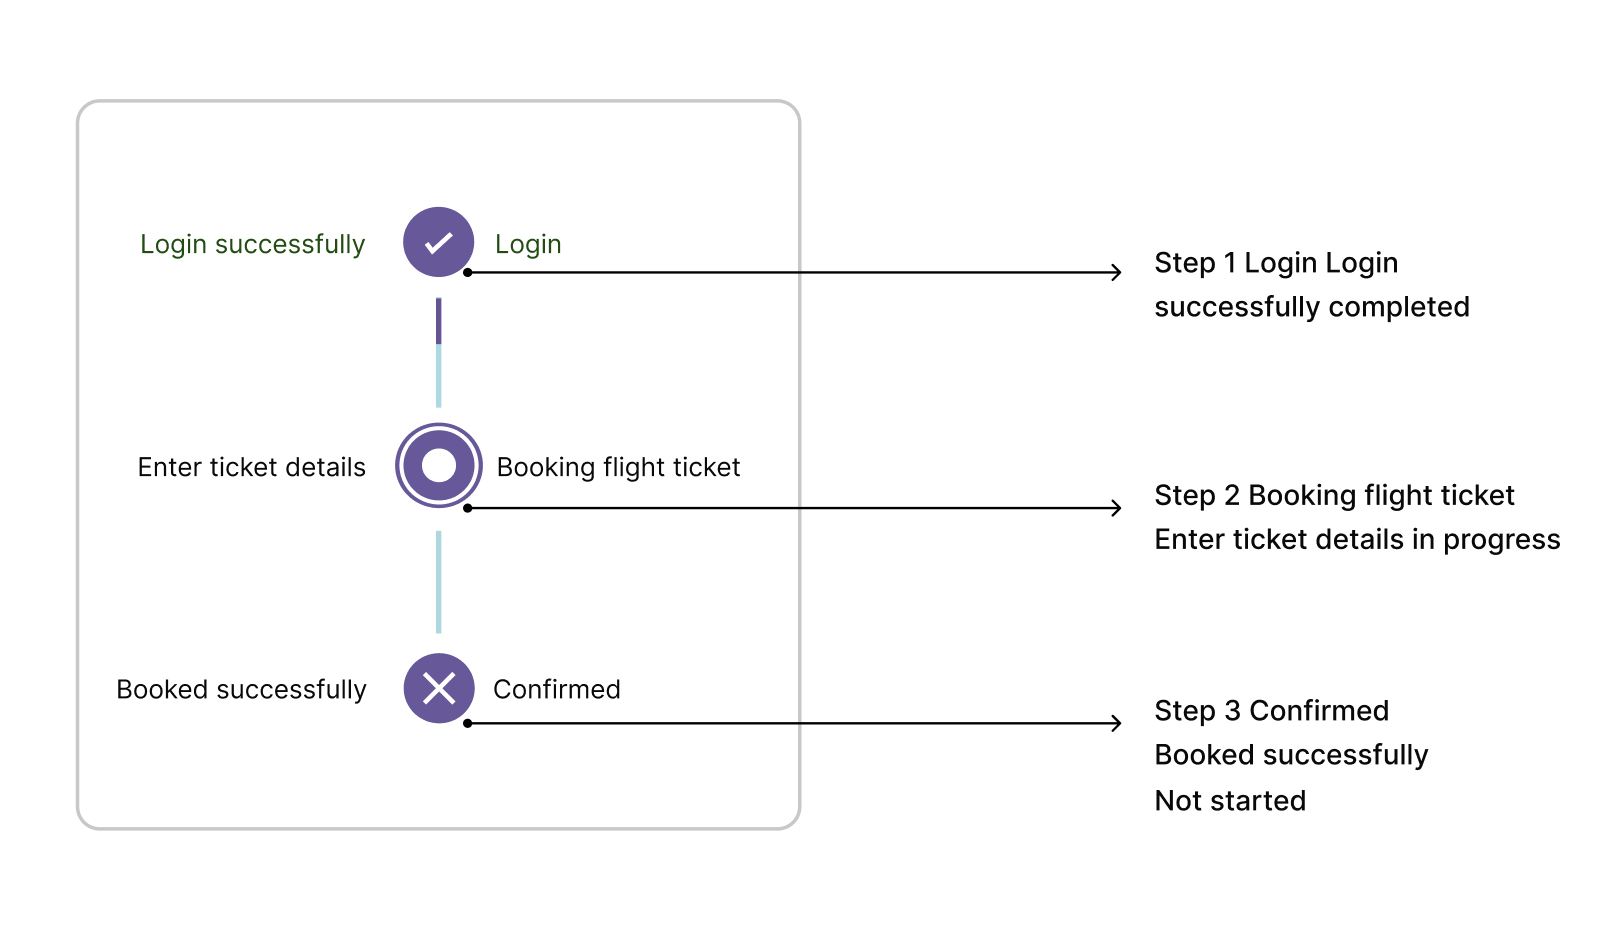 Login successfully
Login
Step 1 Login Login
successfully completed
Enter ticket details
Booking flight ticket
Step 2 Booking flight ticket
Enter ticket details in progress
Booked successfully
Confirmed
Step 3 Confirmed
Booked successfully
Not started